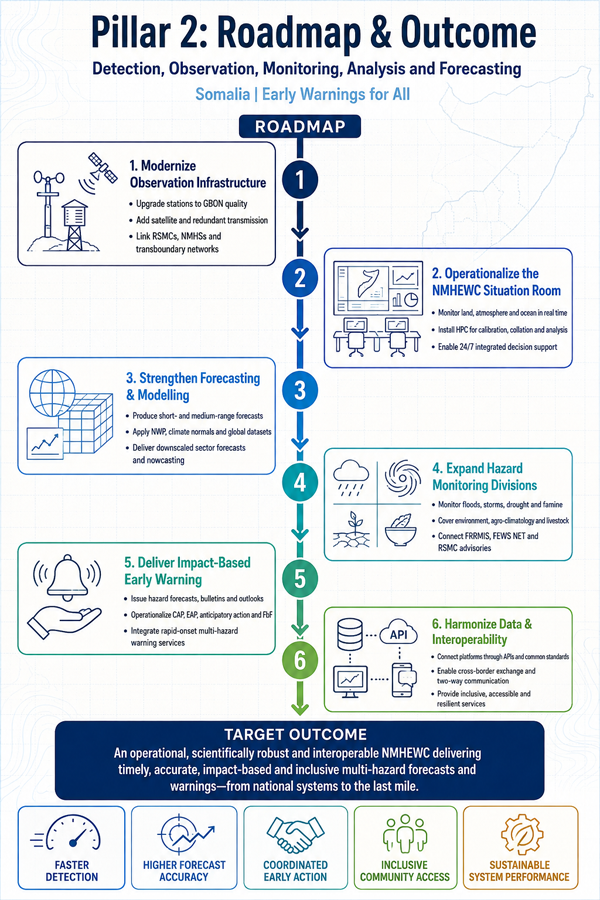 Pillar 2: Roadmap & Outcome
Detection, Observation, Monitoring, Analysis and Forecasting
Somalia | Early Warnings for All
ROADMAP
1
1. Modernize
Observation Infrastructure
• Upgrade stations to GBON quality
• Add satellite and redundant transmission
• Link RSMCs, NMHSs and
transboundary networks
2
2. Operationalize the
NMHEWC Situation Room
• Monitor land, atmosphere and ocean in real time
• Install HPC for calibration, collation and analysis
• Enable 24/7 integrated decision support
3
3. Strengthen Forecasting
& Modelling
• Produce short- and medium-range forecasts
• Apply NWP, climate normals and global datasets
• Deliver downscaled sector forecasts
and nowcasting
4
4. Expand Hazard
Monitoring Divisions
• Monitor floods, storms, drought and famine
• Cover environment, agro-climatology and livestock
• Connect FRRMIS, FEWS NET and
RSMC advisories
5
5. Deliver Impact-Based
Early Warning
• Issue hazard forecasts, bulletins and outlooks
• Operationalize CAP, EAP, anticipatory action and FbF
• Integrate rapid-onset multi-hazard
warning services
6
API
6. Harmonize Data &
Interoperability
• Connect platforms through APIs and common standards
• Enable cross-border exchange and
two-way communication
• Provide inclusive, accessible and
resilient services
TARGET OUTCOME
An operational, scientifically robust and interoperable NMHEWC delivering
timely, accurate, impact-based and inclusive multi-hazard forecasts and
warnings—from national systems to the last mile.
FASTER
DETECTION
HIGHER FORECAST
ACCURACY
COORDINATED
EARLY ACTION
INCLUSIVE
COMMUNITY ACCESS
SUSTAINABLE
SYSTEM PERFORMANCE